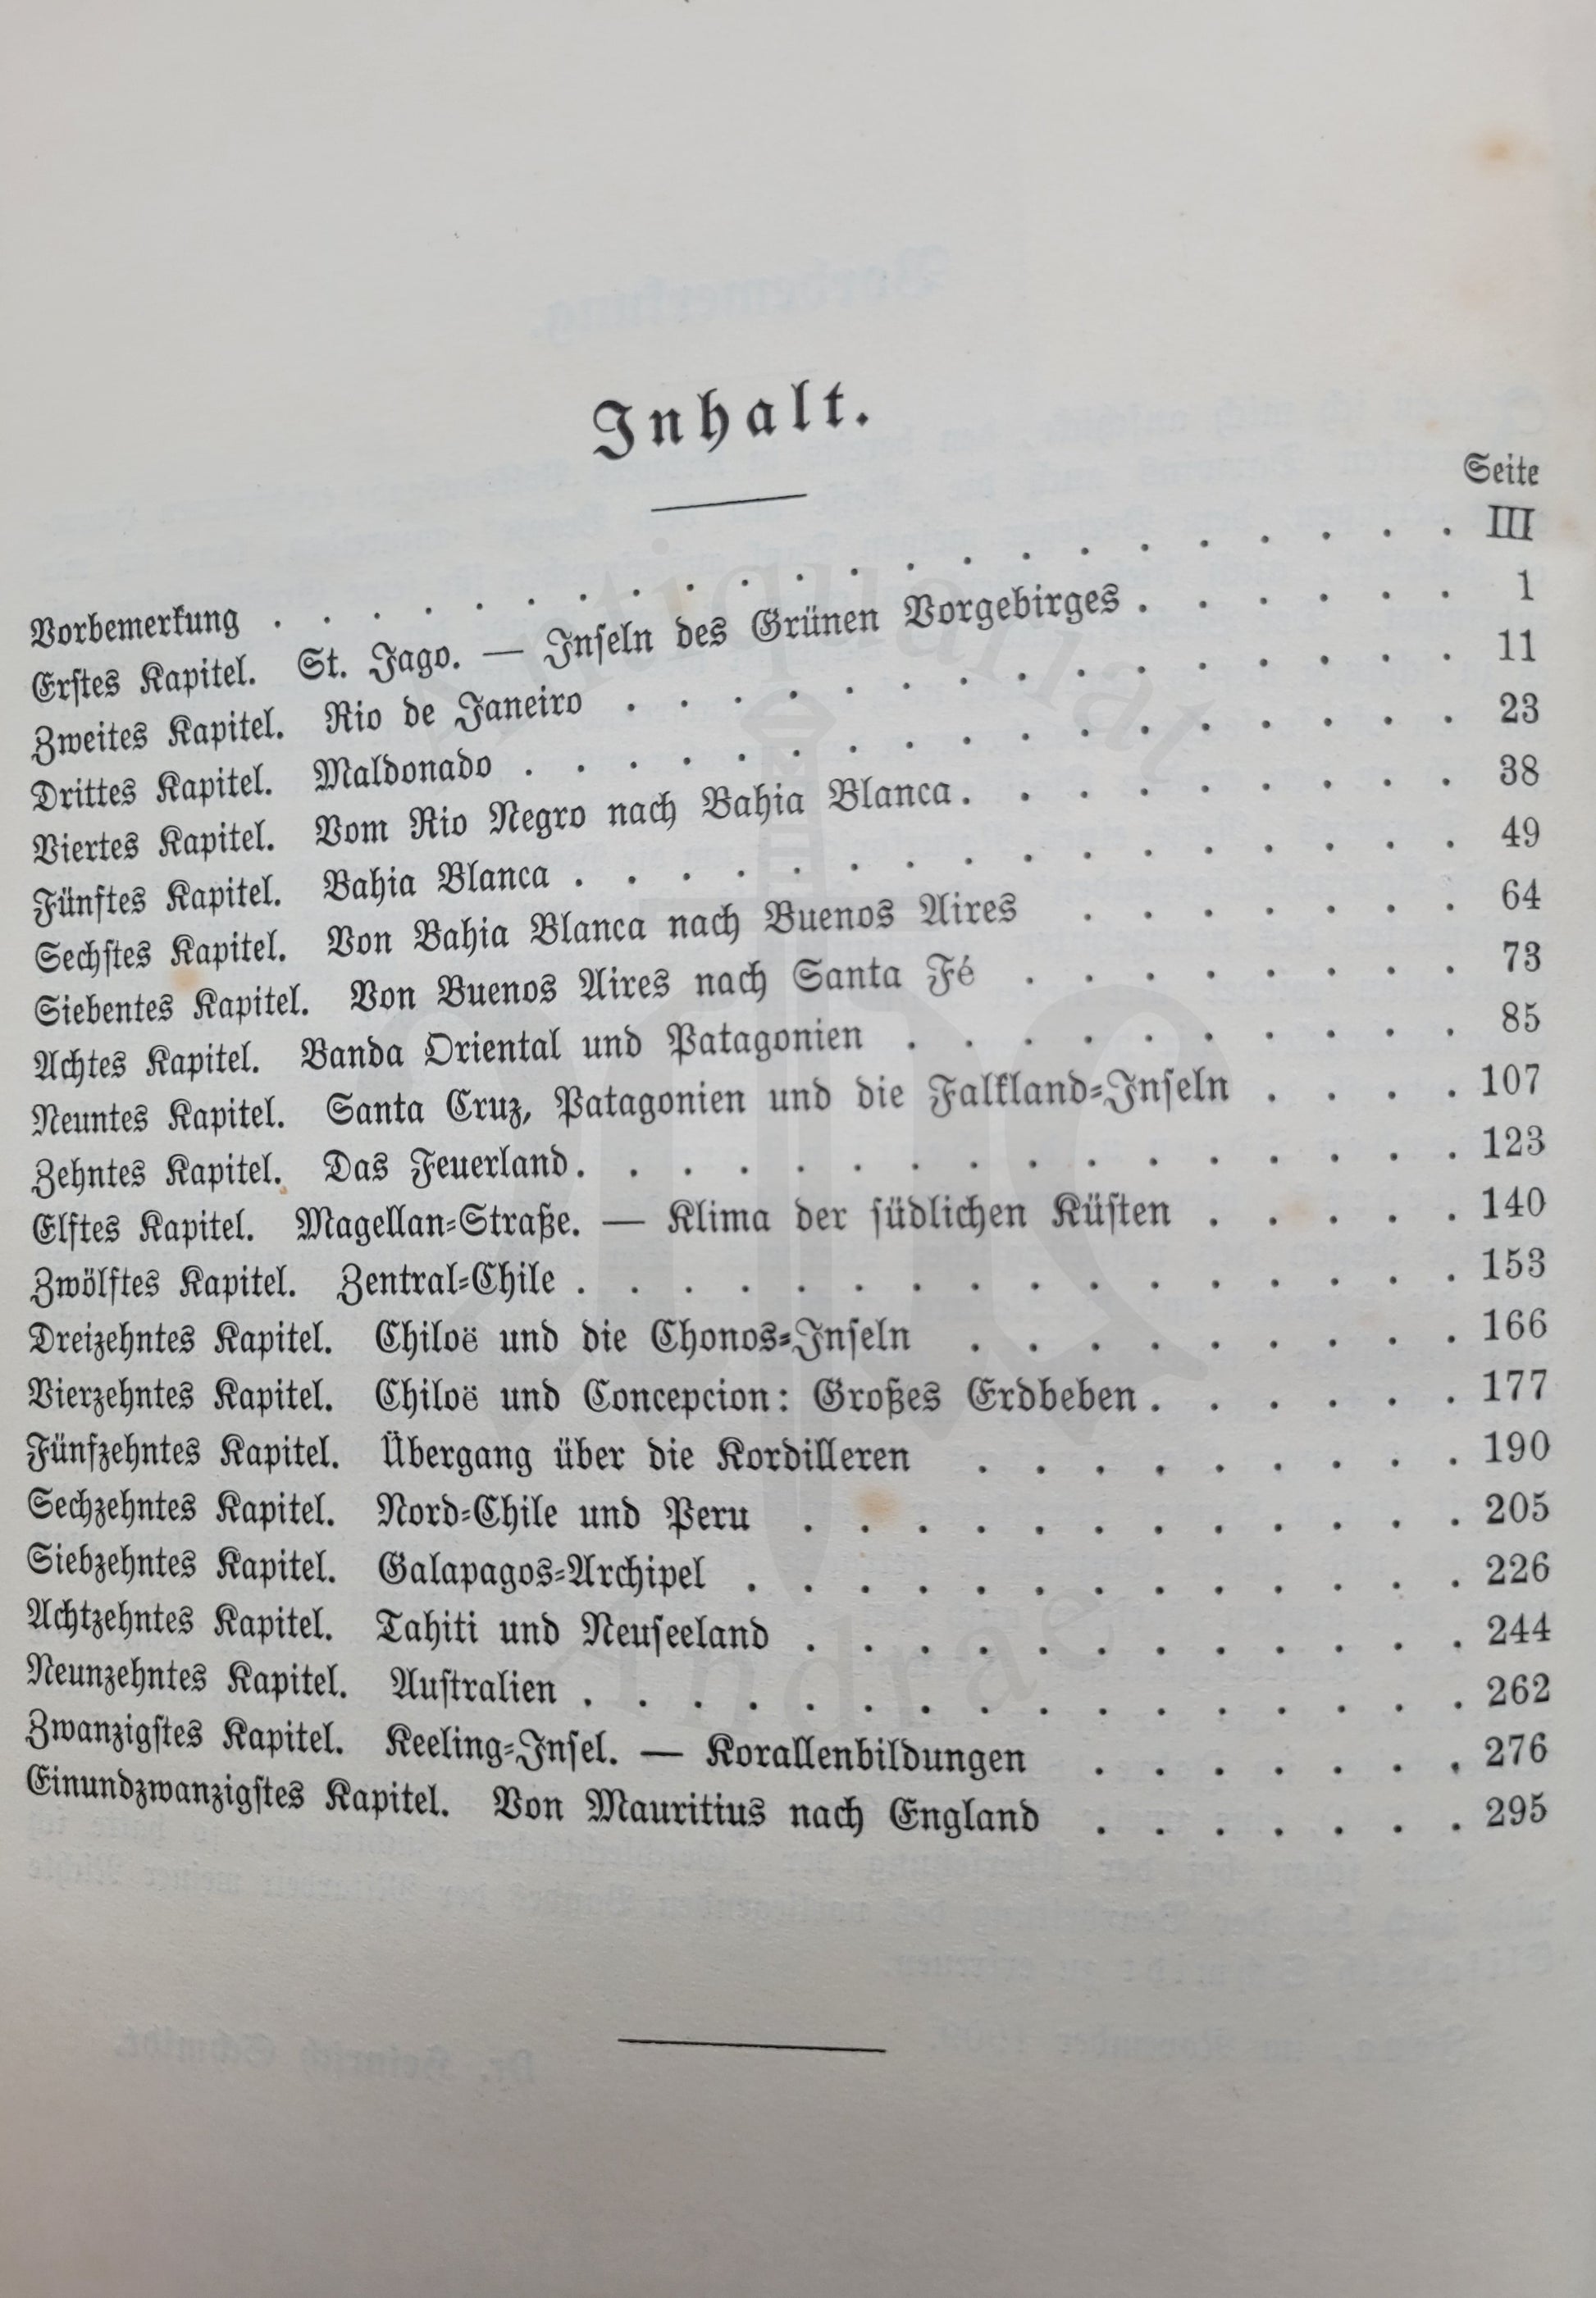 Inhalt.
Seite
Vorbemerkung . . . . . . . . . . . . . . . . . . . . . III
Erstes Kapitel. St. Jago. — Inseln des Grünen Vorgebirges . . . . . . 1
Zweites Kapitel. Rio de Janeiro . . . . . . . . . . . . . . . 11
Drittes Kapitel. Maldonado . . . . . . . . . . . . . . . . . 23
Viertes Kapitel. Vom Rio Negro nach Bahia Blanca . . . . . . . . . 38
Fünftes Kapitel. Bahia Blanca . . . . . . . . . . . . . . . . 49
Sechstes Kapitel. Von Bahia Blanca nach Buenos Aires . . . . . . . 64
Siebentes Kapitel. Von Buenos Aires nach Santa Fé . . . . . . . . 73
Achtes Kapitel. Banda Oriental und Patagonien . . . . . . . . . . 85
Neuntes Kapitel. Santa Cruz, Patagonien und die Falkland-Inseln . . . . 107
Zehntes Kapitel. Das Feuerland . . . . . . . . . . . . . . . . 123
Elftes Kapitel. Magellan-Straße. — Klima der südlichen Küsten . . . . . 140
Zwölftes Kapitel. Zentral-Chile . . . . . . . . . . . . . . . . 153
Dreizehntes Kapitel. Chiloë und die Chonos-Inseln . . . . . . . . . 166
Vierzehntes Kapitel. Chiloë und Concepcion: Großes Erdbeben . . . . . . 177
Fünfzehntes Kapitel. Übergang über die Kordilleren . . . . . . . . . 190
Sechzehntes Kapitel. Nord-Chile und Peru . . . . . . . . . . . . 205
Siebzehntes Kapitel. Galapagos-Archipel . . . . . . . . . . . . . 226
Achtzehntes Kapitel. Tahiti und Neuseeland . . . . . . . . . . . . 244
Neunzehntes Kapitel. Australien . . . . . . . . . . . . . . . . 262
Zwanzigstes Kapitel. Keeling-Insel. — Korallenbildungen . . . . . . . 276
Einundzwanzigstes Kapitel. Von Mauritius nach England . . . . . . . 295
Antiquariat
Andrae